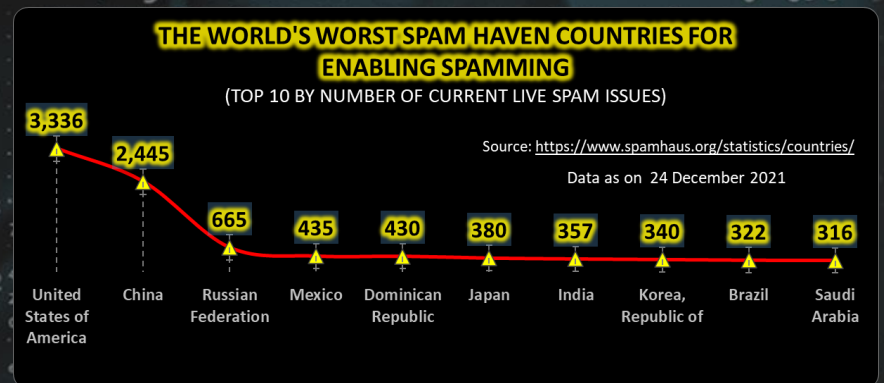 THE WORLD'S WORST SPAM HAVEN COUNTRIES FOR
ENABLING SPAMMING
(TOP 10 BY NUMBER OF CURRENT LIVE SPAM ISSUES)
Source: https://www.spamhaus.org/statistics/countries/
Data as on 24 December 2021
3,336
2,445
665
435
430
380
357
340
322
316
United
States of
America
China
Russian
Federation
Mexico
Dominican
Republic
Japan
India
Korea,
Republic of
Brazil
Saudi
Arabia